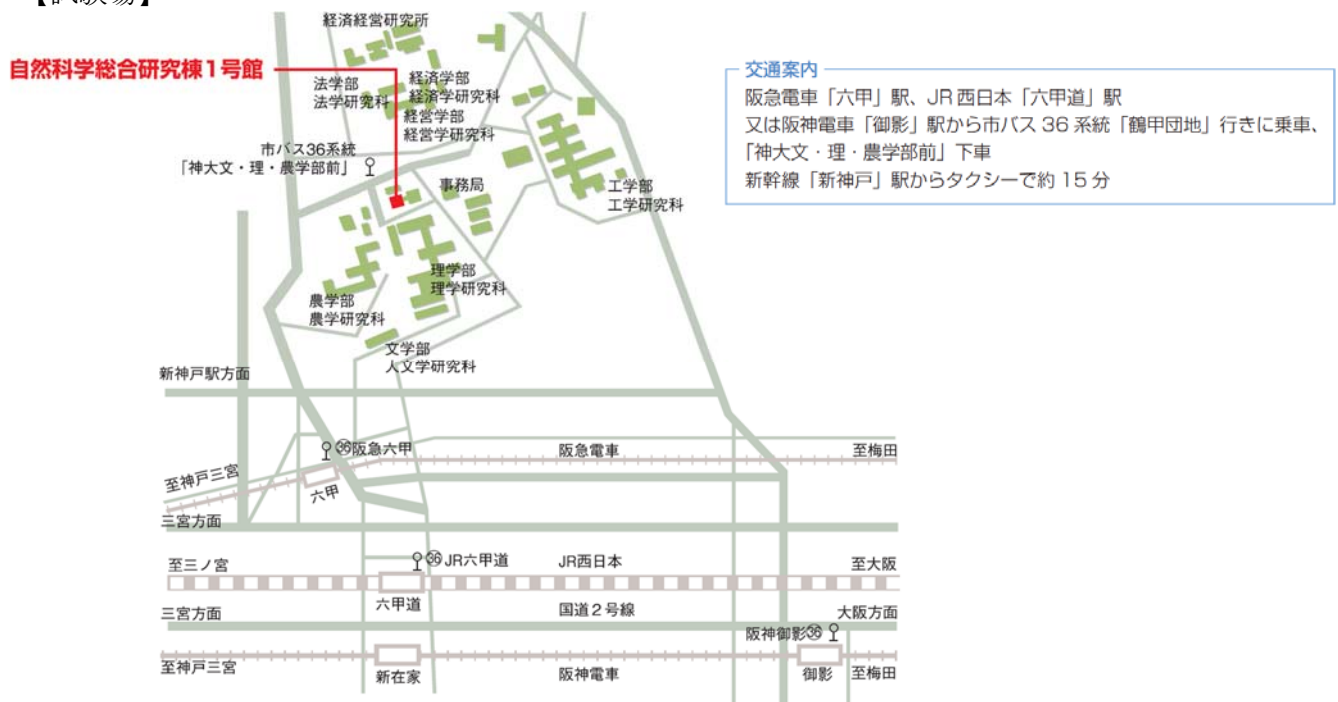 【試験場】
経済経営研究所
自然科学総合研究棟1号館
法学部
法学研究科
経済学部
経済学研究科
経営学部
経営学研究科
市バス36系統
「神大文・理・農学部前」
事務局
工学部
工学研究科
理学部
理学研究科
農学部
農学研究科
文学部
人文学研究科
交通案内
阪急電車「六甲」駅、JR西日本「六甲道」駅
又は阪神電車「御影」駅から市バス36系統「鶴甲団地」行きに乗車、
「神大文・理・農学部前」下車
新幹線「新神戸」駅からタクシーで約15分
新神戸駅方面
㊱阪急六甲
阪急電車
至梅田
至神戸三宮
六甲
三宮方面
至三ノ宮
㊱JR六甲道
JR西日本
至大阪
六甲道
三宮方面
国道2号線
大阪方面
阪神御影㊱
至神戸三宮
新在家
阪神電車
御影
至梅田